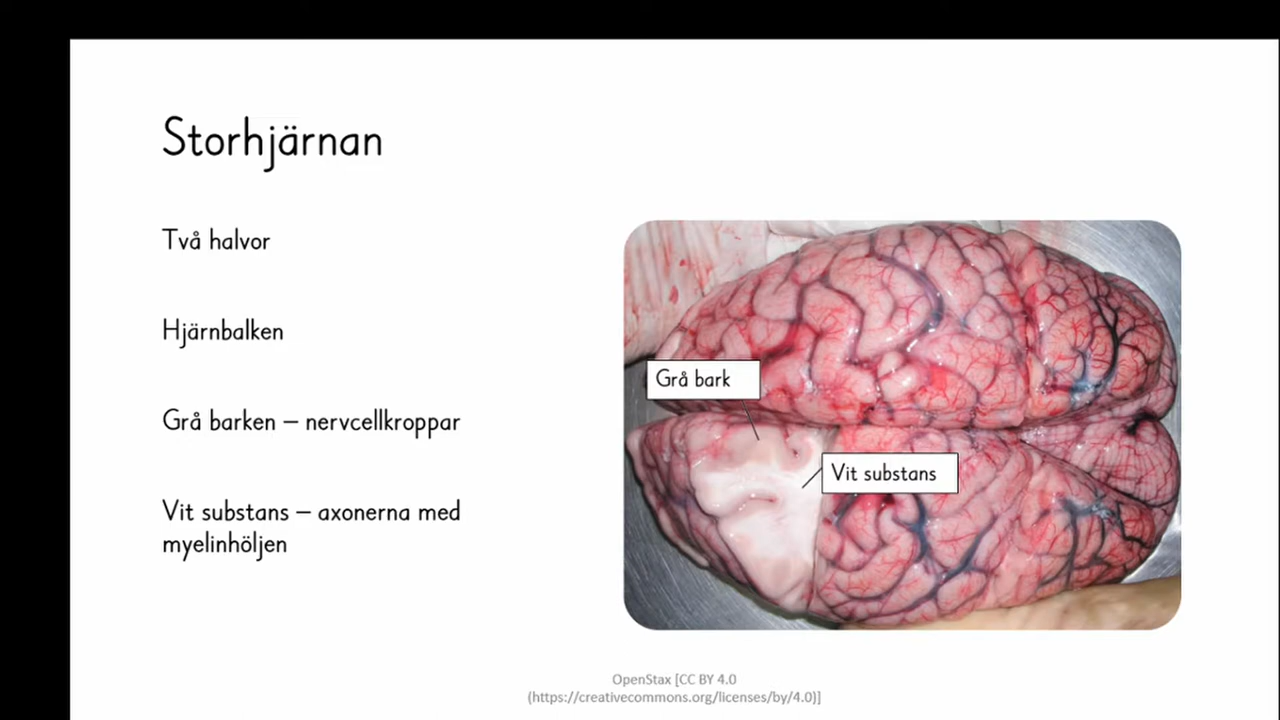 Storhjärnan
Två halvor
Hjärnbalken
Grå barken – nervcellkroppar
Vit substans – axonerna med
myelinhöljen
Grå bark
Vit substans
OpenStax [CC BY 4.0
(https://creativecommons.org/licenses/by/4.0)]